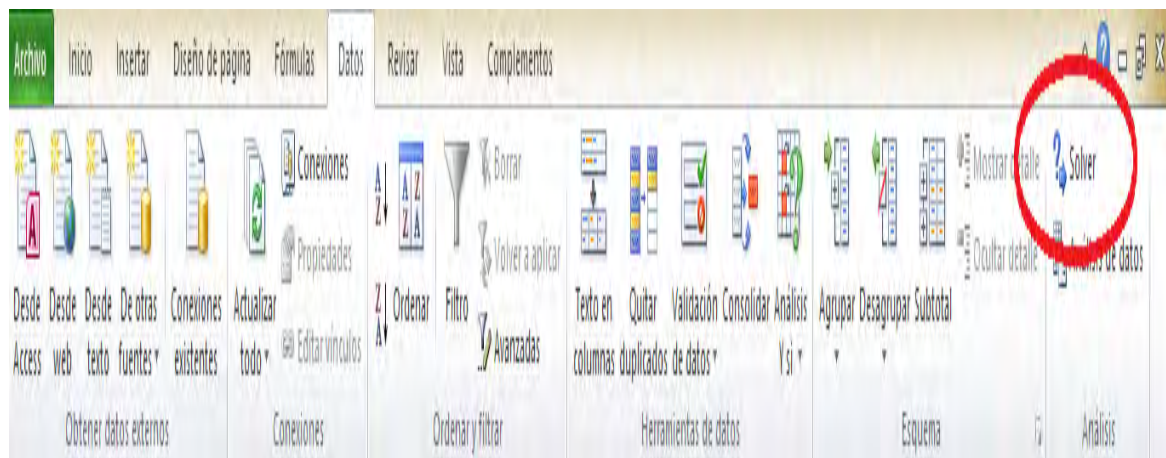 Archivo Inicio Insertar Diseño de página Fórmulas Datos Revisar Vista Complementos
Desde Access
Desde web
Desde texto
De otras fuentes
Conexiones existentes
Obtener datos externos
Actualizar todo
Conexiones
Propiedades
Editar vínculos
Conexiones
A Z
Z A
A Z Z A
Ordenar
Filtro
Borrar
Volver a aplicar
Avanzadas
Ordenar y filtrar
Texto en columnas
Quitar duplicados
Validación de datos
Consolidar
Análisis Y si
Herramientas de datos
Agrupar
Desagrupar
Subtotal
Mostrar detalle
Ocultar detalle
Esquema
Solver
Análisis de datos
Análisis